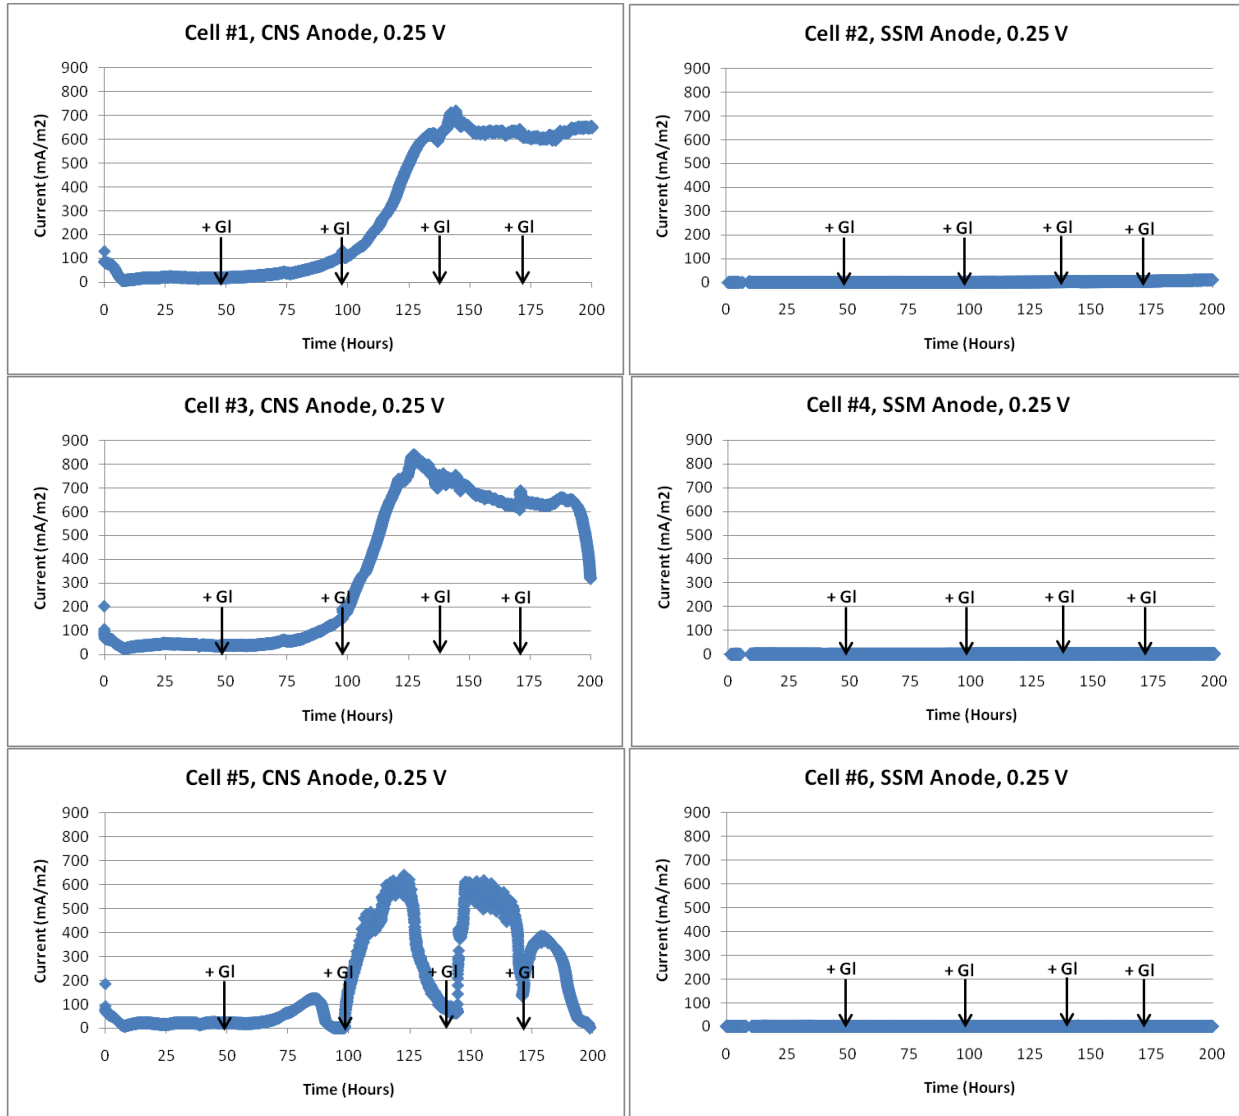 Cell #1, CNS Anode, 0.25 V
900
800
700
600
500
400
300
200
100
0
Current (mA/m2)
+ Gl + Gl + Gl + Gl
0 25 50 75 100 125 150 175 200
Time (Hours)
Cell #2, SSM Anode, 0.25 V
900
800
700
600
500
400
300
200
100
0
Current (mA/m2)
+ Gl + Gl + Gl + Gl
0 25 50 75 100 125 150 175 200
Time (Hours)
Cell #3, CNS Anode, 0.25 V
900
800
700
600
500
400
300
200
100
0
Current (mA/m2)
+ Gl + Gl + Gl + Gl
0 25 50 75 100 125 150 175 200
Time (Hours)
Cell #4, SSM Anode, 0.25 V
900
800
700
600
500
400
300
200
100
0
Current (mA/m2)
+ Gl + Gl + Gl + Gl
0 25 50 75 100 125 150 175 200
Time (Hours)
Cell #5, CNS Anode, 0.25 V
900
800
700
600
500
400
300
200
100
0
Current (mA/m2)
+ Gl + Gl + Gl + Gl
0 25 50 75 100 125 150 175 200
Time (Hours)
Cell #6, SSM Anode, 0.25 V
900
800
700
600
500
400
300
200
100
0
Current (mA/m2)
+ Gl + Gl + Gl + Gl
0 25 50 75 100 125 150 175 200
Time (Hours)